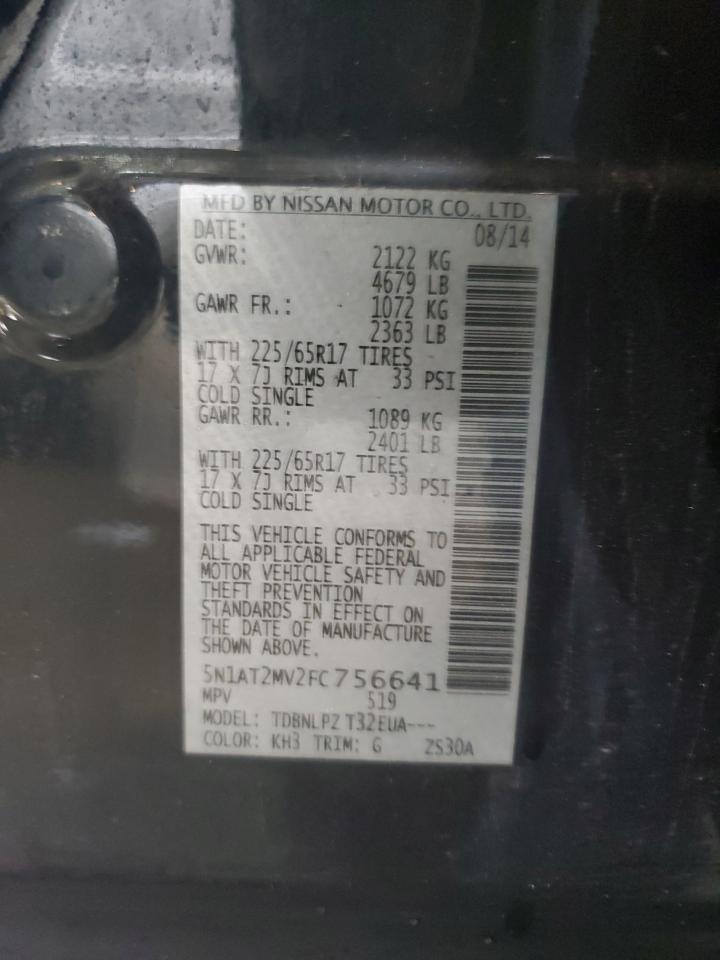 MFD BY NISSAN MOTOR CO., LTD.
DATE: 08/14
GVWR: 2122 KG
4679 LB
GAWR FR.: 1072 KG
2363 LB
WITH 225/65R17 TIRES
17 X 7J RIMS AT 33 PSI
COLD SINGLE
GAWR RR.: 1089 KG
2401 LB
WITH 225/65R17 TIRES
17 X 7J RIMS AT 33 PSI
COLD SINGLE
THIS VEHICLE CONFORMS TO
ALL APPLICABLE FEDERAL
MOTOR VEHICLE SAFETY AND
THEFT PREVENTION
STANDARDS IN EFFECT ON
THE DATE OF MANUFACTURE
SHOWN ABOVE.
5N1AT2MV2FC756641
MPV 519
MODEL: TDBNLPZ T32EUA---
COLOR: KH3 TRIM: G ZS30A